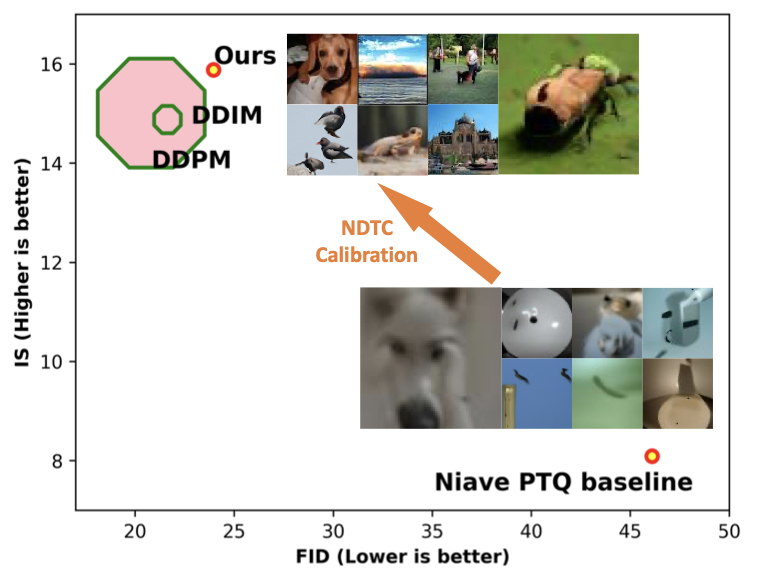 16
14
12
10
8
IS (Higher is better)
Ours
DDIM
DDPM
NDTC
Calibration
Niave PTQ baseline
20
25
30
35
40
45
50
FID (Lower is better)